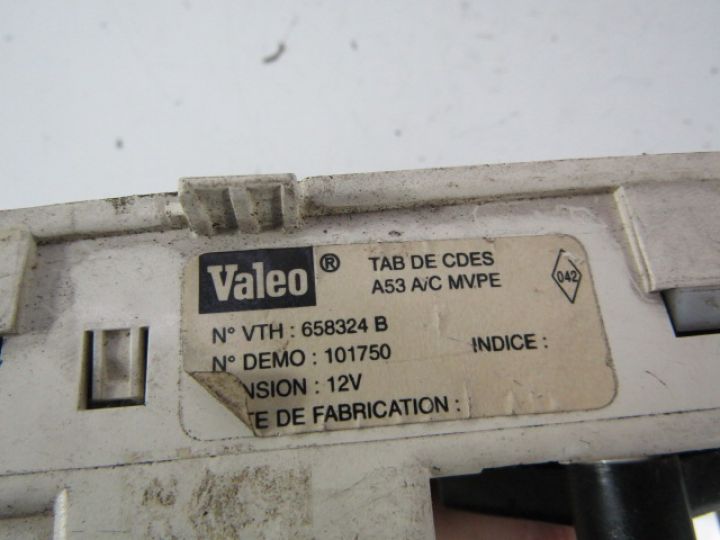 Valeo ® TAB DE CDES
A53 A/C MVPE
042
N° VTH : 658324 B
N° DEMO : 101750 INDICE :
NSION : 12V
TE DE FABRICATION :